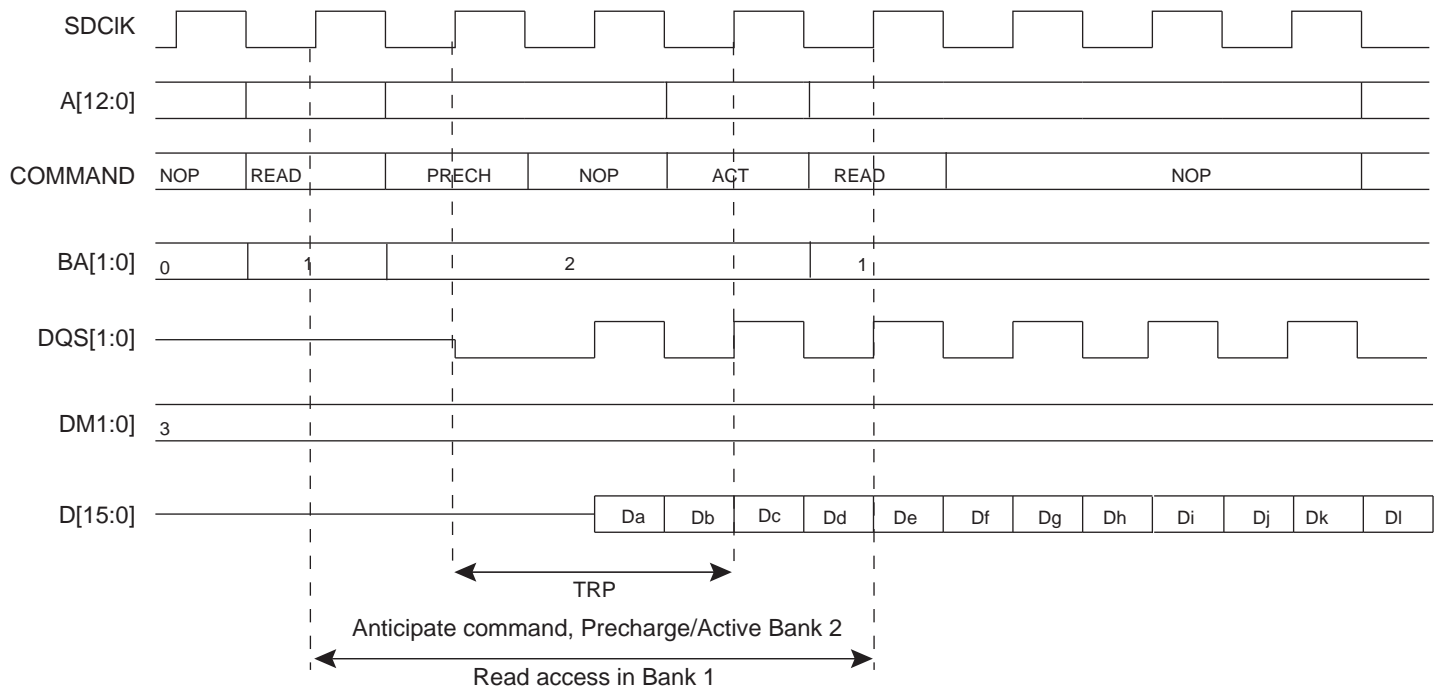 SDClK
A[12:0]
COMMAND NOP READ PRECH NOP ACT READ NOP
BA[1:0] 0 1 2 1
DQS[1:0]
DM1:0] 3
D[15:0] Da Db Dc Dd De Df Dg Dh Di Dj Dk Dl
TRP
Anticipate command, Precharge/Active Bank 2
Read access in Bank 1